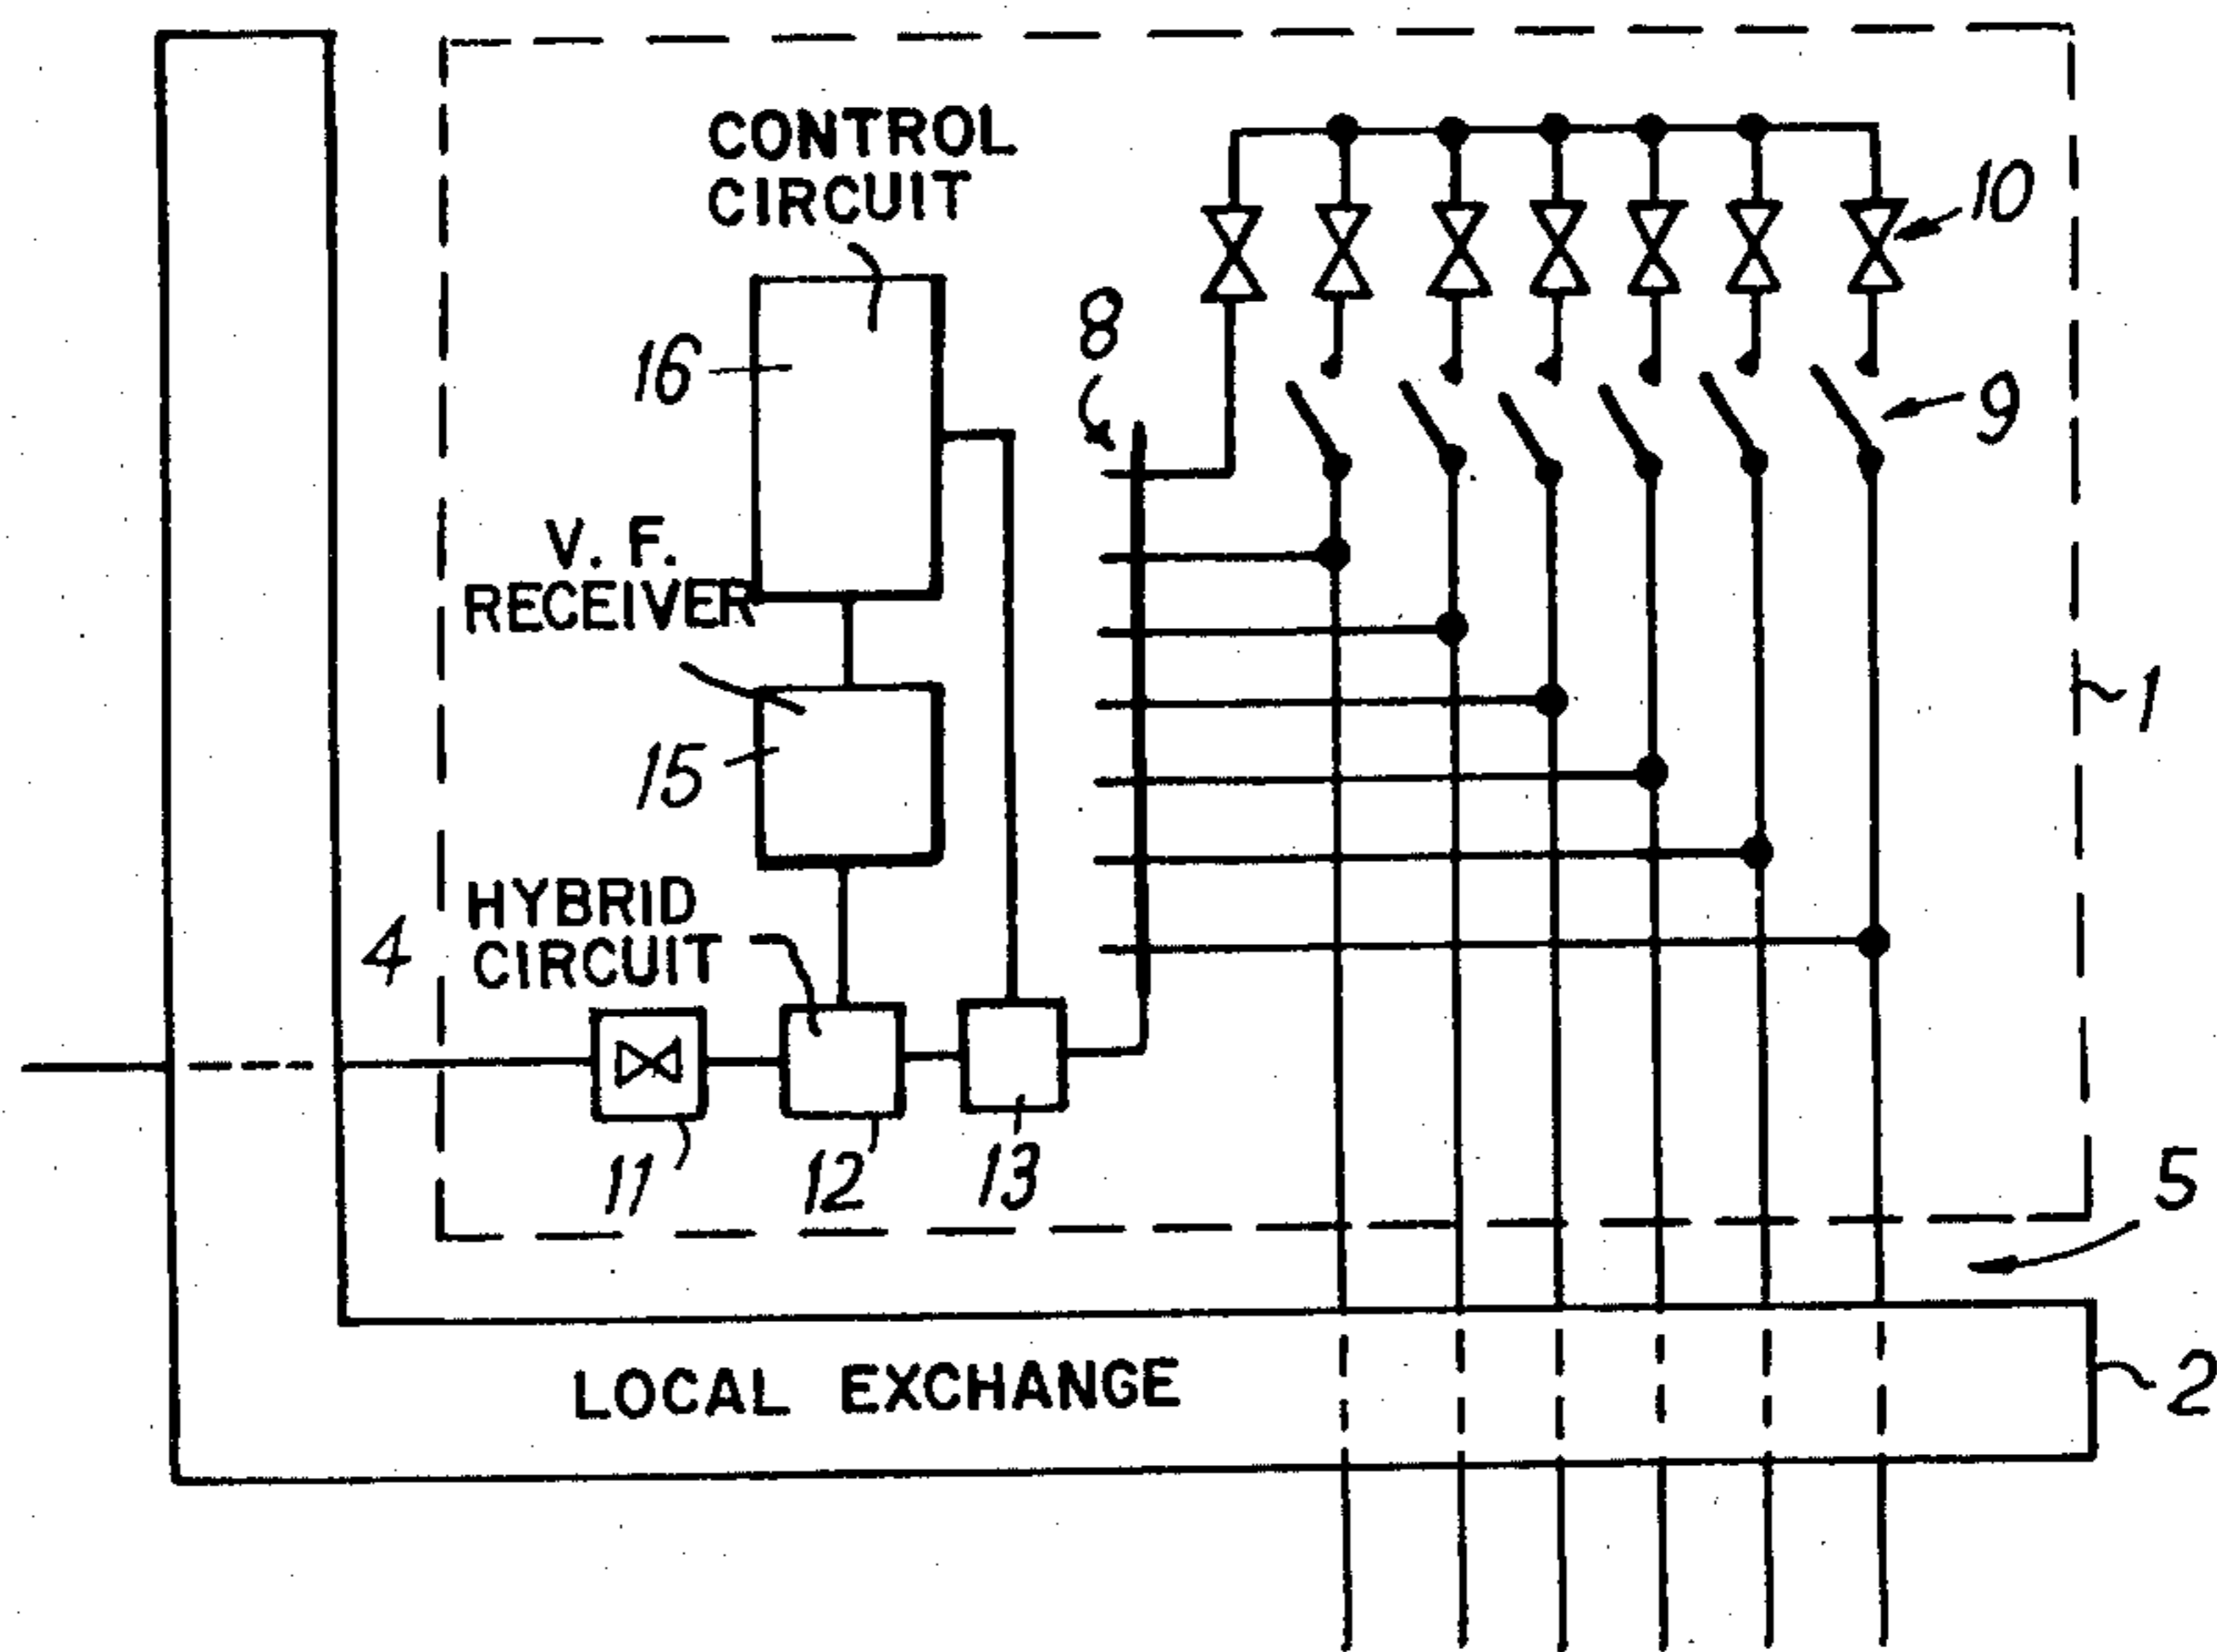 CONTROL
CIRCUIT
10
8
16
9
V. F.
RECEIVER
1
15
HYBRID
CIRCUIT
4
11
12
13
5
LOCAL EXCHANGE
2